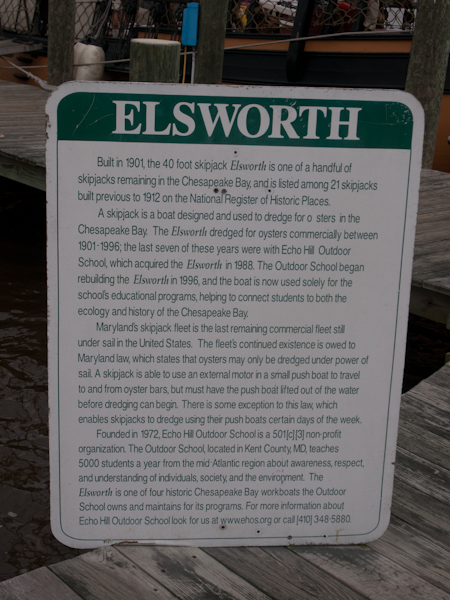 ELSWORTH
Built in 1901, the 40 foot skipjack Elsworth is one of a handful of
skipjacks remaining in the Chesapeake Bay, and is listed among 21 skipjacks
built previous to 1912 on the National Register of Historic Places.
A skipjack is a boat designed and used to dredge for o sters in the
Chesapeake Bay. The Elsworth dredged for oysters commercially between
1901-1996; the last seven of these years were with Echo Hill Outdoor
School, which acquired the Elsworth in 1988. The Outdoor School began
rebuilding the Elsworth in 1996, and the boat is now used solely for the
school's educational programs, helping to connect students to both the
ecology and history of the Chesapeake Bay.
Maryland's skipjack fleet is the last remaining commercial fleet still
under sail in the United States. The fleet's continued existence is owed to
Maryland law, which states that oysters may only be dredged under power of
sail. A skipjack is able to use an external motor in a small push boat to travel
to and from oyster bars, but must have the push boat lifted out of the water
before dredging can begin. There is some exception to this law, which
enables skipjacks to dredge using their push boats certain days of the week.
Founded in 1972, Echo Hill Outdoor School is a 501[c][3] non-profit
organization. The Outdoor School, located in Kent County, MD, teaches
5000 students a year from the mid-Atlantic region about awareness, respect,
and understanding of individuals, society, and the environment. The
Elsworth is one of four historic Chesapeake Bay workboats the Outdoor
School owns and maintains for its programs. For more information about
Echo Hill Outdoor School look for us at www.ehos.org or call [410] 348-5880.